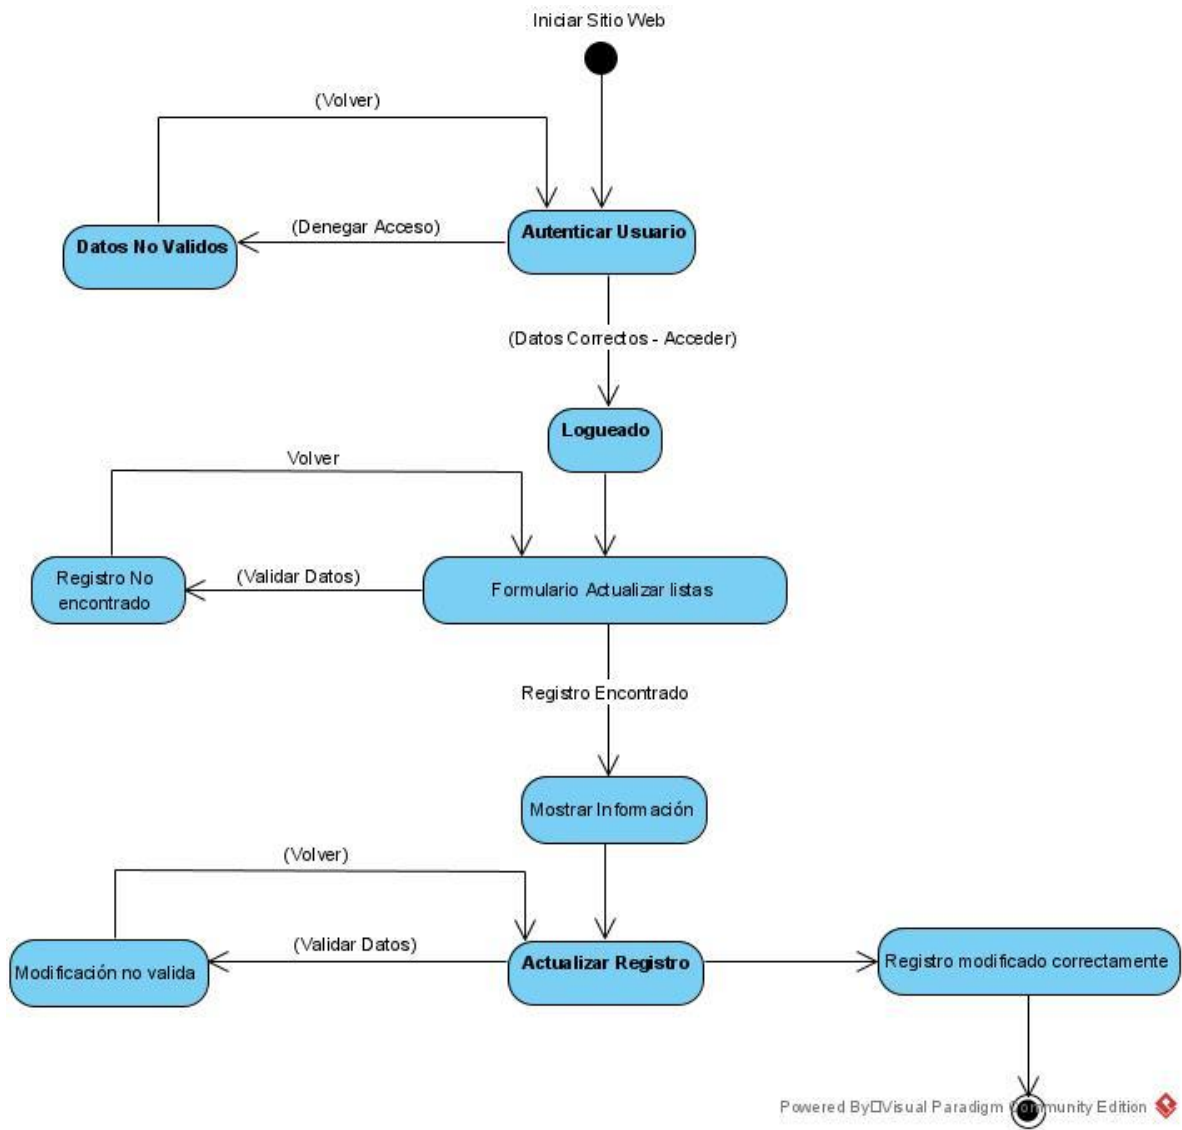 Iniciar Sitio Web
(Volver)
(Denegar Acceso)
Datos No Validos
Autenticar Usuario
(Datos Correctos - Acceder)
Logueado
Volver
Registro No
encontrado
(Validar Datos)
Formulario Actualizar listas
Registro Encontrado
Mostrar Información
(Volver)
(Validar Datos)
Modificación no valida
Actualizar Registro
Registro modificado correctamente
Powered By Visual Paradigm Community Edition